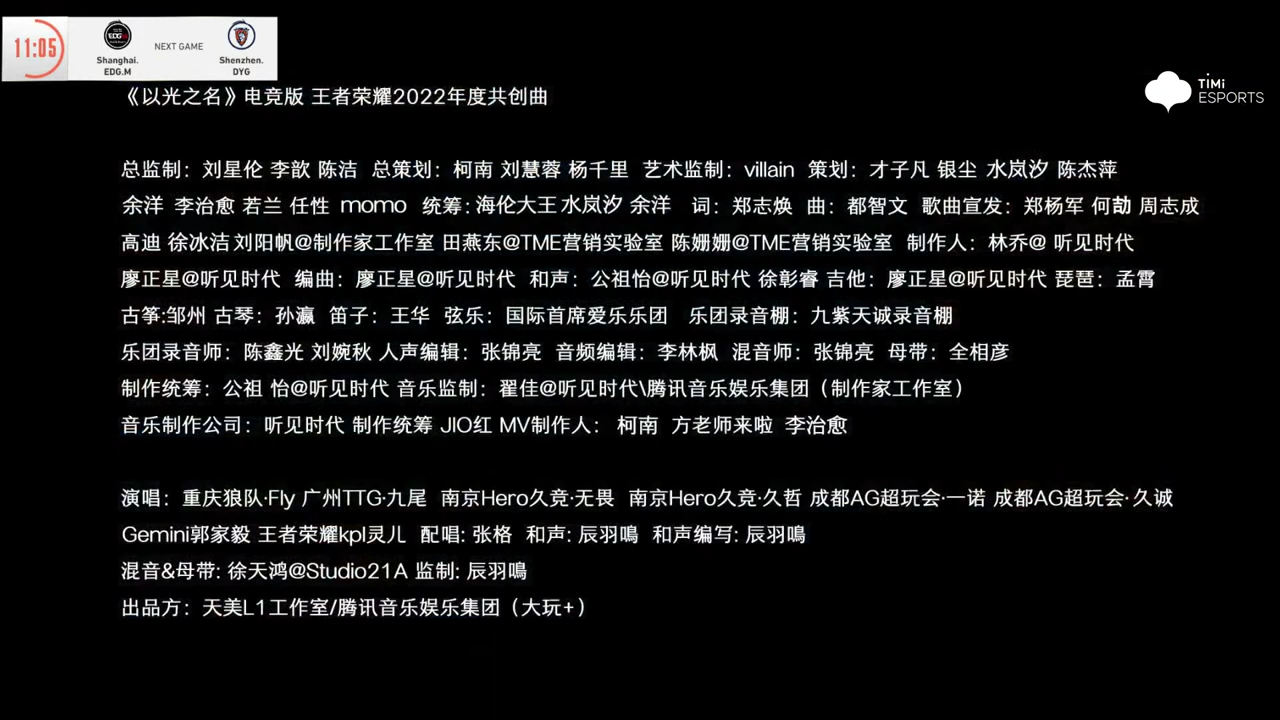 11:05
EDG.M
Shanghai.
EDG.M
NEXT GAME
Shenzhen.
DYG
TiMi
ESPORTS
《以光之名》电竞版 王者荣耀2022年度共创曲
总监制：刘星伦 李歆 陈洁 总策划：柯南 刘慧蓉 杨千里 艺术监制：villain 策划：才子凡 银尘 水岚汐 陈杰萍
余洋 李治愈 若兰 任性 momo 统筹:海伦大王 水岚汐 余洋 词：郑志焕 曲：都智文 歌曲宣发：郑杨军 何劼 周志成
高迪 徐冰洁 刘阳帆@制作家工作室 田燕东@TME营销实验室 陈姗姗@TME营销实验室 制作人：林乔@ 听见时代
廖正星@听见时代 编曲：廖正星@听见时代 和声：公祖怡@听见时代 徐彰睿 吉他：廖正星@听见时代 琵琶：孟霄
古筝:邹州 古琴：孙瀛 笛子：王华 弦乐：国际首席爱乐乐团 乐团录音棚：九紫天诚录音棚
乐团录音师：陈鑫光 刘婉秋 人声编辑：张锦亮 音频编辑：李林枫 混音师：张锦亮 母带：全相彦
制作统筹：公祖 怡@听见时代 音乐监制：翟佳@听见时代\腾讯音乐娱乐集团（制作家工作室）
音乐制作公司：听见时代 制作统筹 JIO红 MV制作人： 柯南 方老师来啦 李治愈
演唱：重庆狼队·Fly 广州TTG·九尾 南京Hero久竞·无畏 南京Hero久竞·久哲 成都AG超玩会·一诺 成都AG超玩会·久诚
Gemini郭家毅 王者荣耀kpl灵儿 配唱: 张格 和声: 辰羽鳴 和声编写: 辰羽鳴
混音&母带: 徐天鸿@Studio21A 监制: 辰羽鳴
出品方：天美L1工作室/腾讯音乐娱乐集团（大玩+）